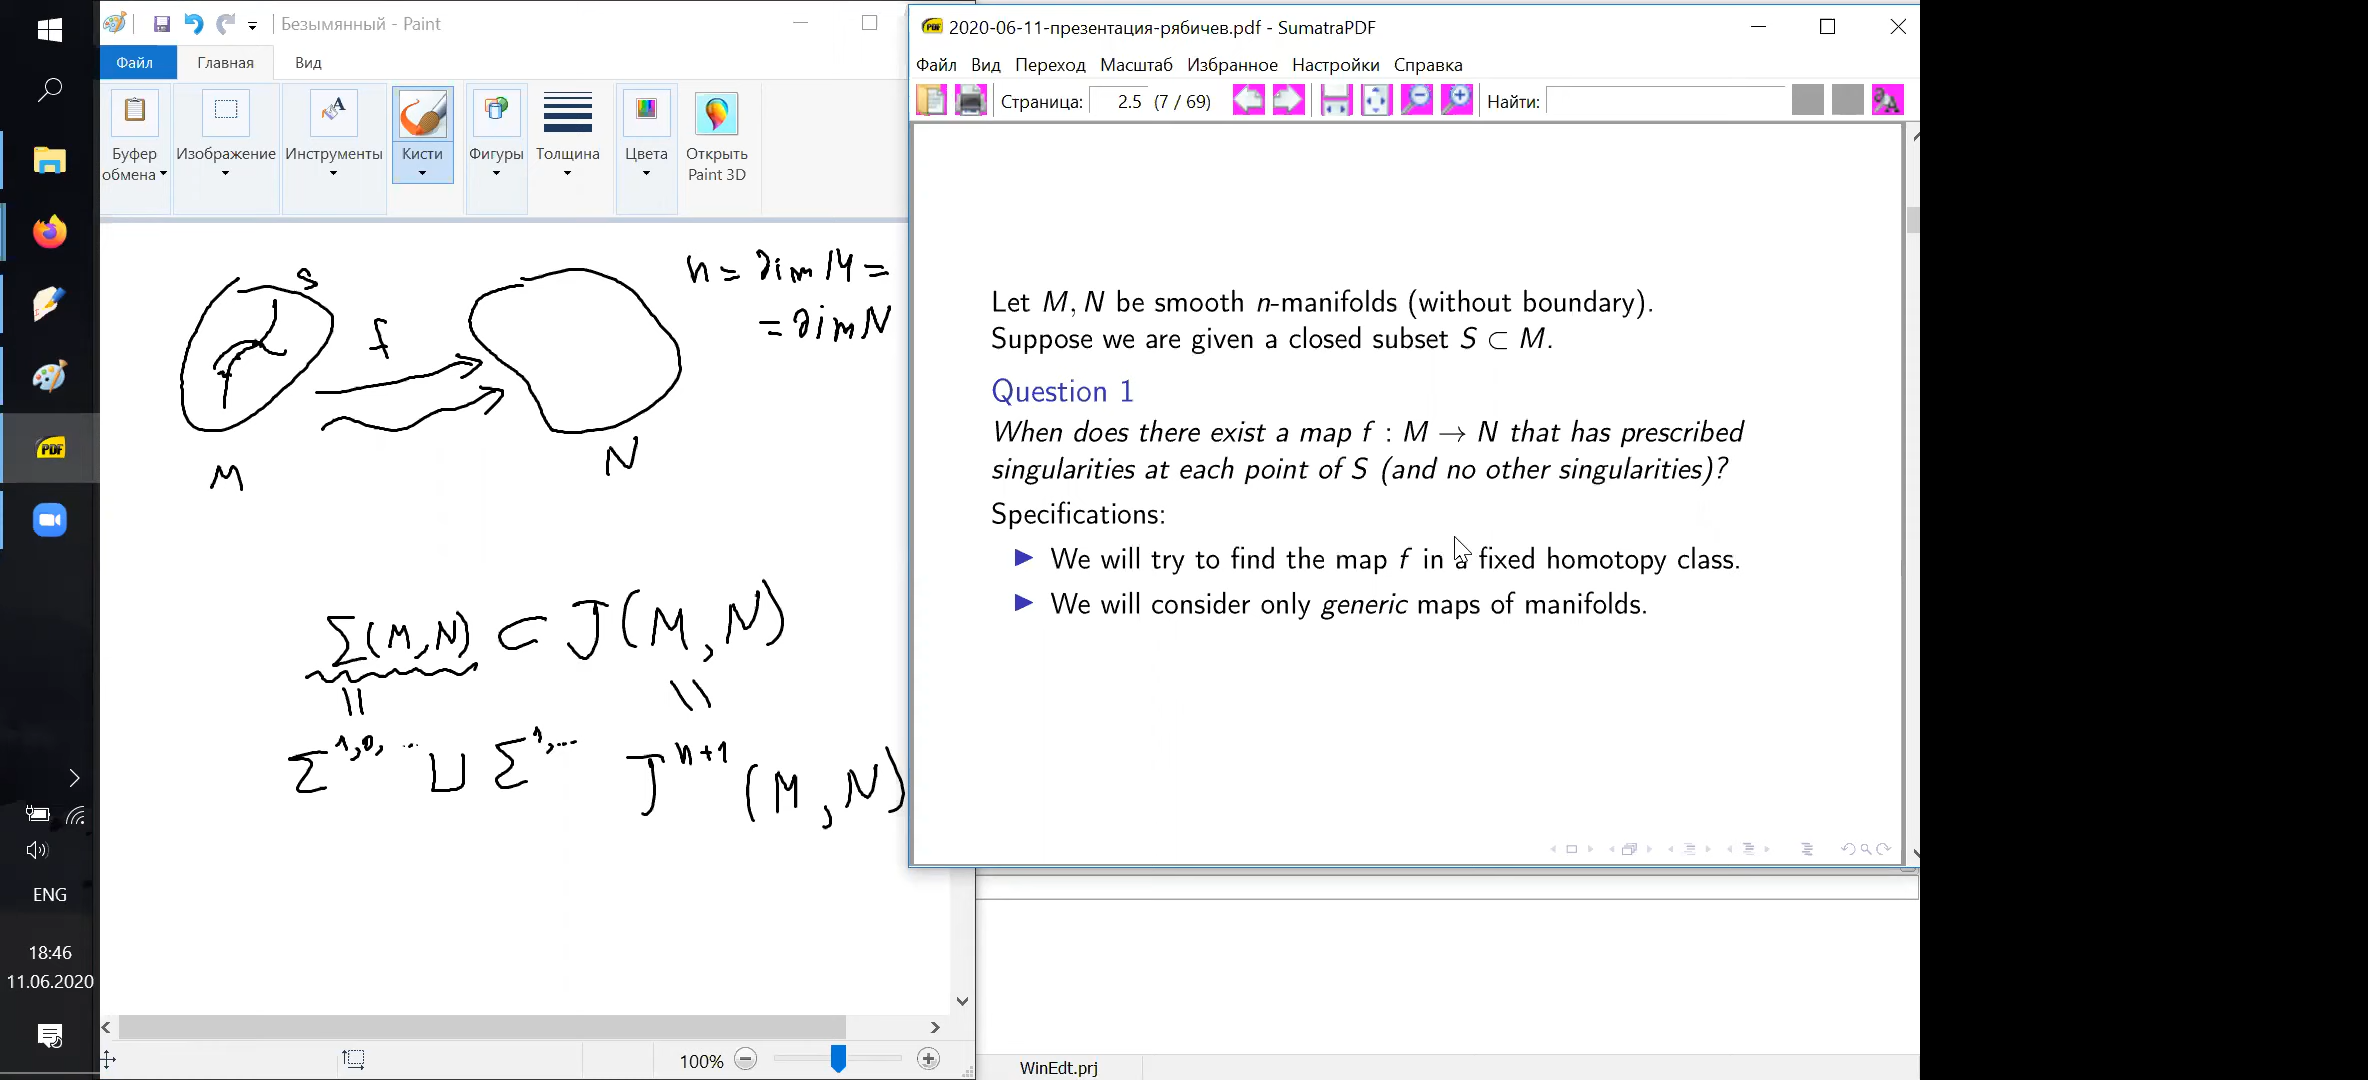 Безымянный - Paint
Файл
Главная
Вид
Буфер обмена
Изображение
Инструменты
Кисти
Фигуры
Толщина
Цвета
Открыть Paint 3D
S
f
M
N
n = dim M =
= dim N
Σ(M,N) ⊂ J(M,N)
||
||
Σ^{1,0,...} ⊔ Σ^{1,...}
J^{n+1}(M,N)
100%
2020-06-11-презентация-рябичев.pdf - SumatraPDF
Файл Вид Переход Масштаб Избранное Настройки Справка
Страница: 2.5 (7 / 69) Найти:
Let M, N be smooth n-manifolds (without boundary).
Suppose we are given a closed subset S ⊂ M.
Question 1
When does there exist a map f : M → N that has prescribed
singularities at each point of S (and no other singularities)?
Specifications:
▶ We will try to find the map f in a fixed homotopy class.
▶ We will consider only generic maps of manifolds.
WinEdt.prj
PDF
ENG
18:46
11.06.2020